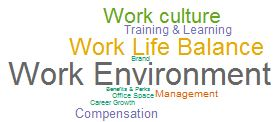 Work culture
Training & Learning
Work Life Balance
Brand
Work Environment
Benefits & Perks
Office Space
Management
Career Growth
Compensation